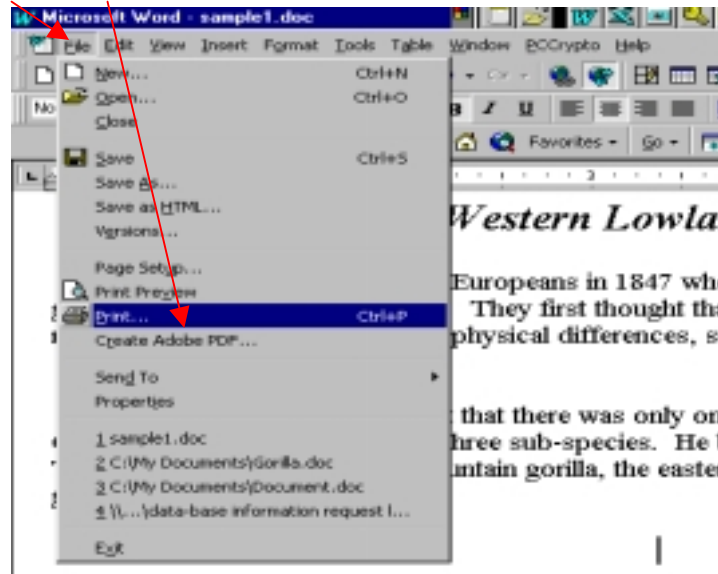 Microsoft Word - sample1.doc
File Edit View Insert Format Tools Table Window PCCrypto Help
New... Ctrl+N
Open... Ctrl+O
No
B I U
Close
Favorites Go
Save Ctrl+S
Save As...
Save as HTML...
Versions...
Western Lowla
Page Setup...
Europeans in 1847 who
Print Preview
They first thought tha
Print... Ctrl+P
Create Adobe PDF...
physical differences, s
Send To
Properties
that there was only on
1 sample1.doc
three sub-species. He
2 C:\My Documents\Gorilla.doc
untain gorilla, the easte
3 C:\My Documents\Document.doc
4 \\...\data-base information request l...
Exit